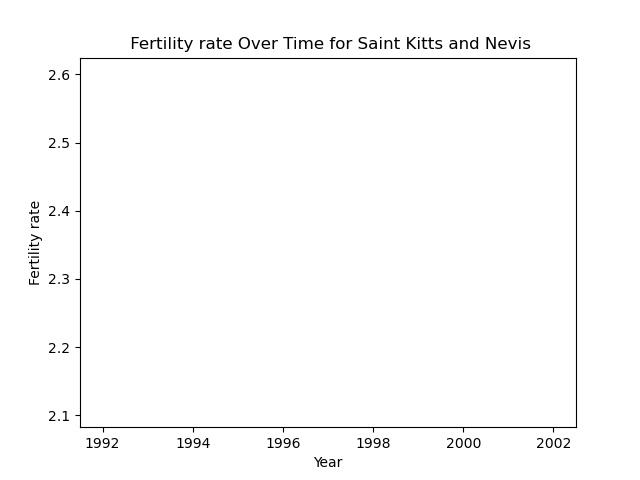 Fertility rate Over Time for Saint Kitts and Nevis
2.6
2.5
2.4
2.3
2.2
2.1
Fertility rate
1992 1994 1996 1998 2000 2002
Year